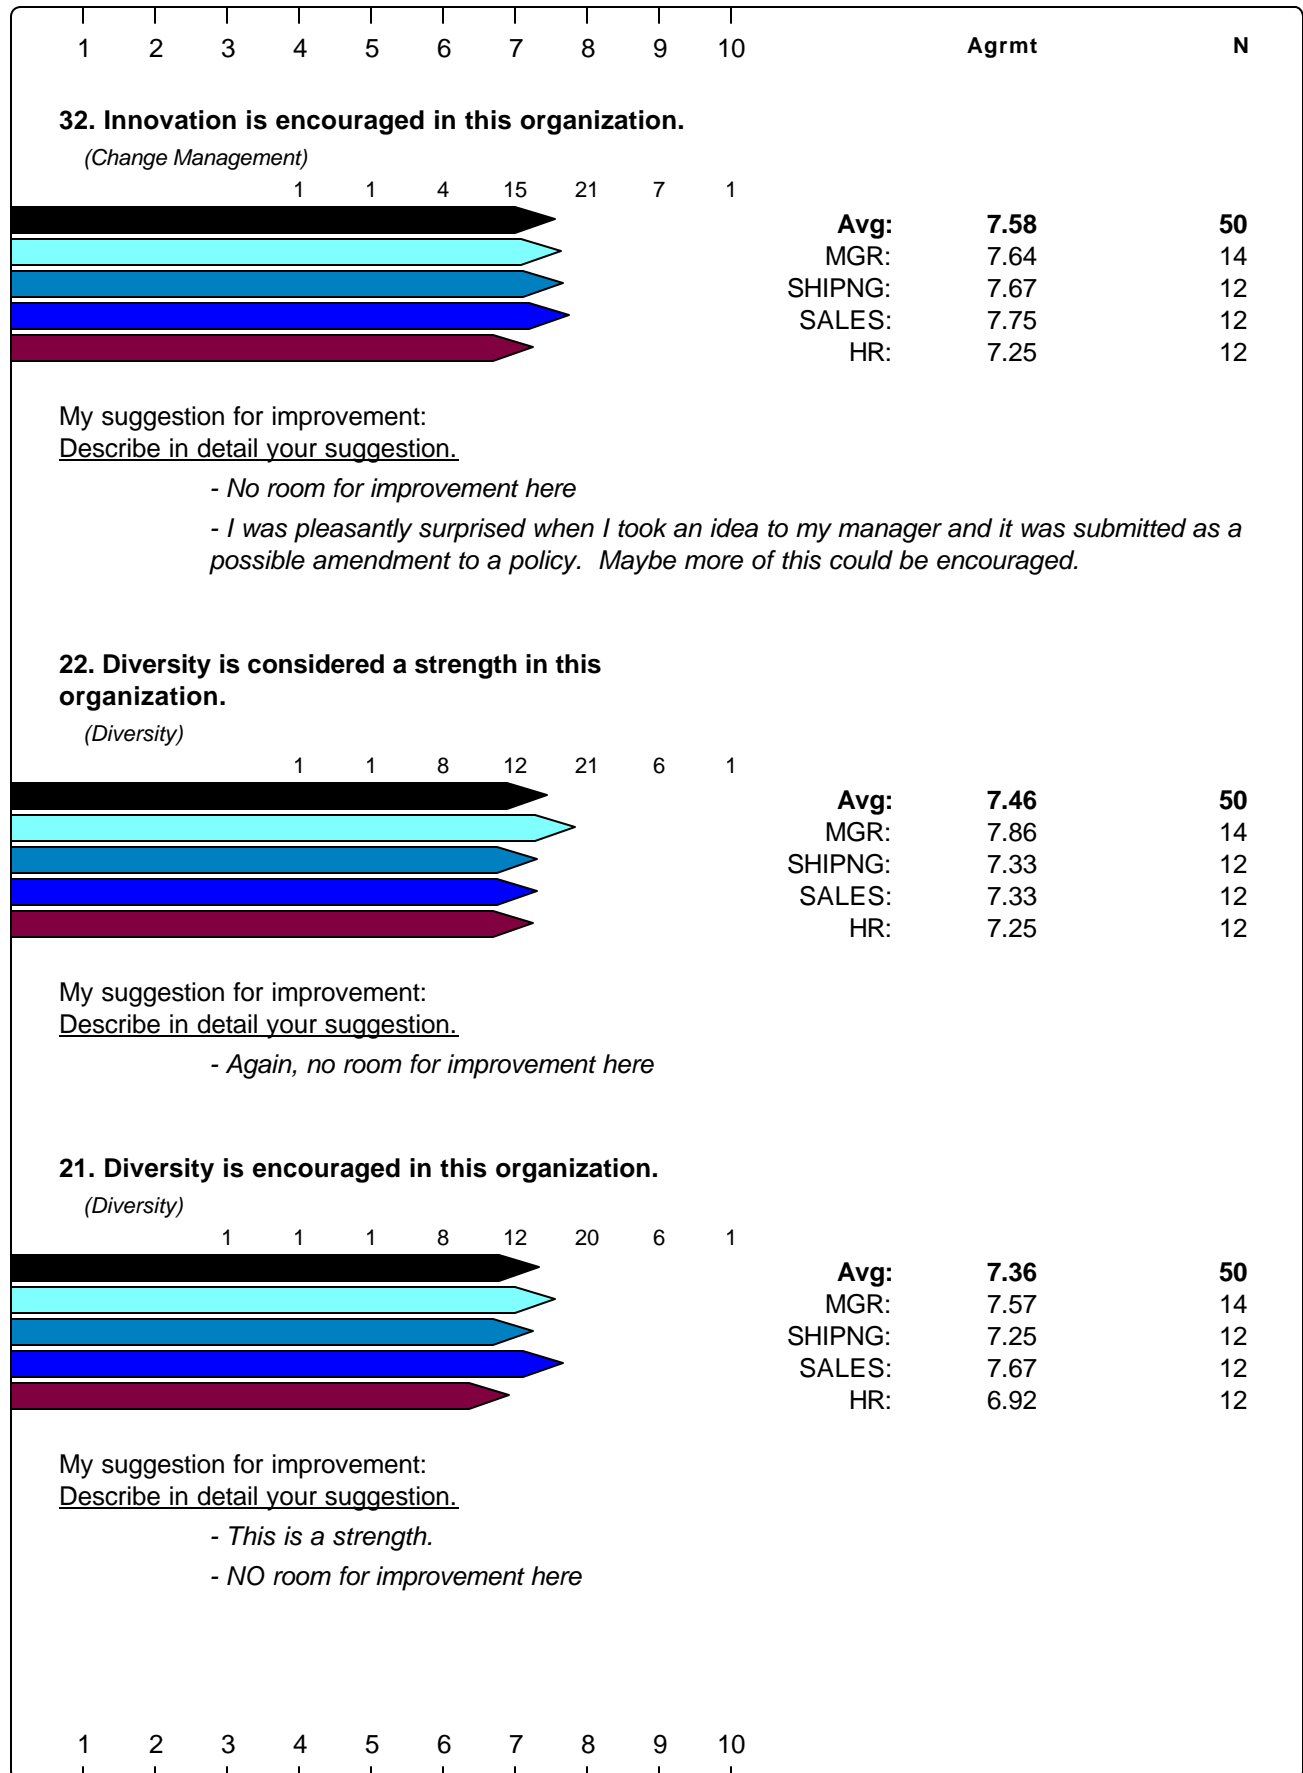 1 2 3 4 5 6 7 8 9 10 Agrmt N
32. Innovation is encouraged in this organization.
(Change Management)
1 1 4 15 21 7 1
Avg: 7.58 50
MGR: 7.64 14
SHIPNG: 7.67 12
SALES: 7.75 12
HR: 7.25 12
My suggestion for improvement:
Describe in detail your suggestion.
- No room for improvement here
- I was pleasantly surprised when I took an idea to my manager and it was submitted as a
possible amendment to a policy.  Maybe more of this could be encouraged.
22. Diversity is considered a strength in this
organization.
(Diversity)
1 1 8 12 21 6 1
Avg: 7.46 50
MGR: 7.86 14
SHIPNG: 7.33 12
SALES: 7.33 12
HR: 7.25 12
My suggestion for improvement:
Describe in detail your suggestion.
- Again, no room for improvement here
21. Diversity is encouraged in this organization.
(Diversity)
1 1 1 8 12 20 6 1
Avg: 7.36 50
MGR: 7.57 14
SHIPNG: 7.25 12
SALES: 7.67 12
HR: 6.92 12
My suggestion for improvement:
Describe in detail your suggestion.
- This is a strength.
- NO room for improvement here
1 2 3 4 5 6 7 8 9 10